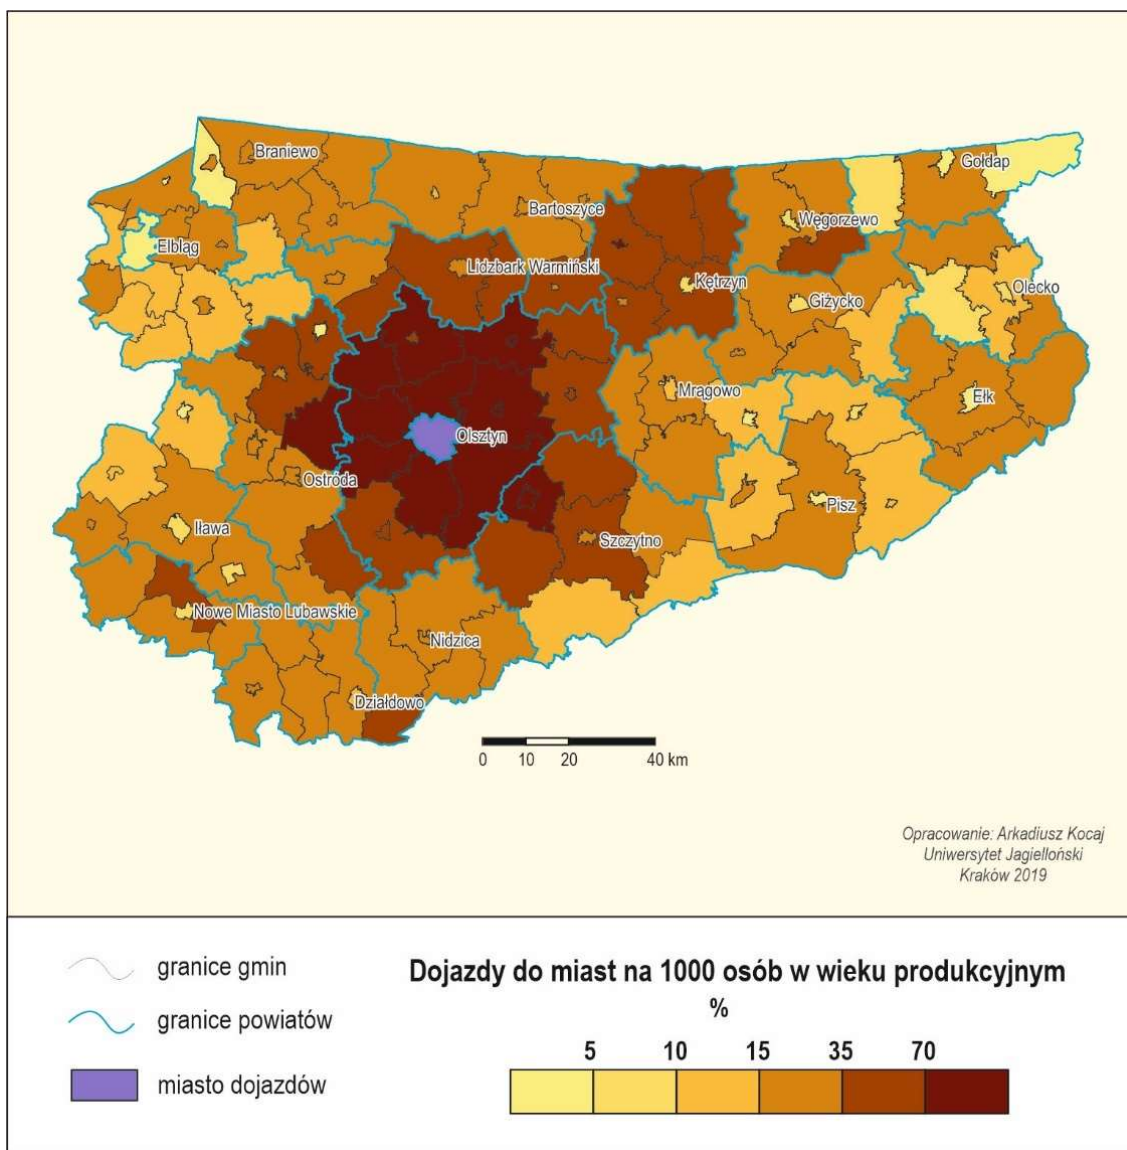 Braniewo
Gołdap
Bartoszyce
Węgorzewo
Elbląg
Lidzbark Warmiński
Kętrzyn
Olecko
Giżycko
Mrągowo
Ełk
Olsztyn
Ostróda
Pisz
Iława
Szczytno
Nowe Miasto Lubawskie
Nidzica
Działdowo
0 10 20 40 km
Opracowanie: Arkadiusz Kocaj
Uniwersytet Jagielloński
Kraków 2019
granice gmin
granice powiatów
miasto dojazdów
Dojazdy do miast na 1000 osób w wieku produkcyjnym
%
5 10 15 35 70